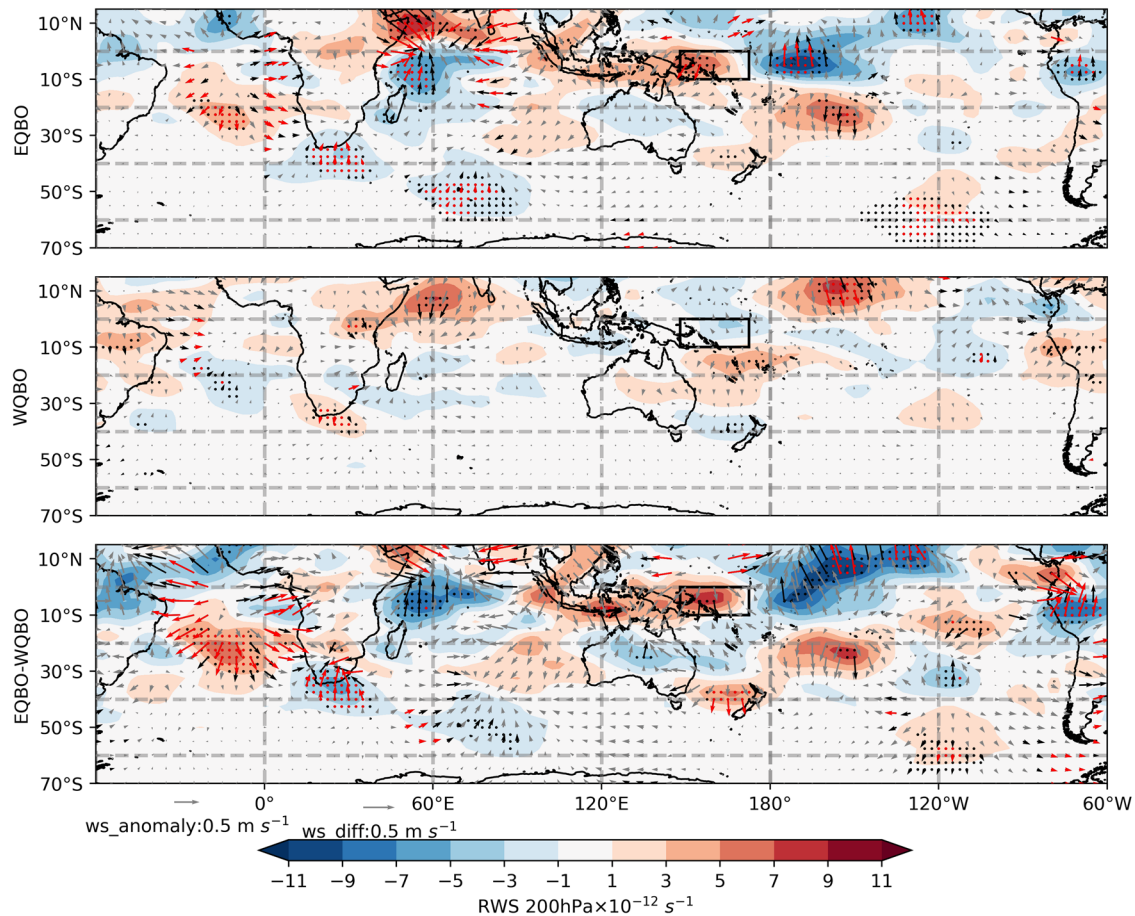 10°N
10°S
30°S
50°S
70°S
EQBO
10°N
10°S
30°S
50°S
70°S
WQBO
10°N
10°S
30°S
50°S
70°S
EQBO-WQBO
0° 60°E 120°E 180° 120°W 60°W
ws_anomaly:0.5 m s⁻¹ ws_diff:0.5 m s⁻¹
−11 −9 −7 −5 −3 −1 1 3 5 7 9 11
RWS 200hPa×10⁻¹² s⁻¹